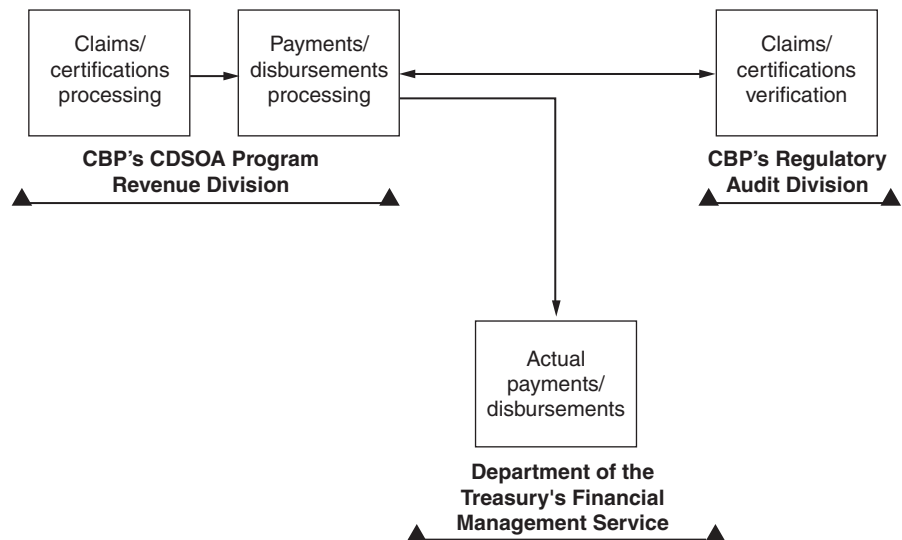 Claims/
certifications
processing
Payments/
disbursements
processing
Claims/
certifications
verification
CBP's CDSOA Program
Revenue Division
CBP's Regulatory
Audit Division
Actual
payments/
disbursements
Department of the
Treasury's Financial
Management Service